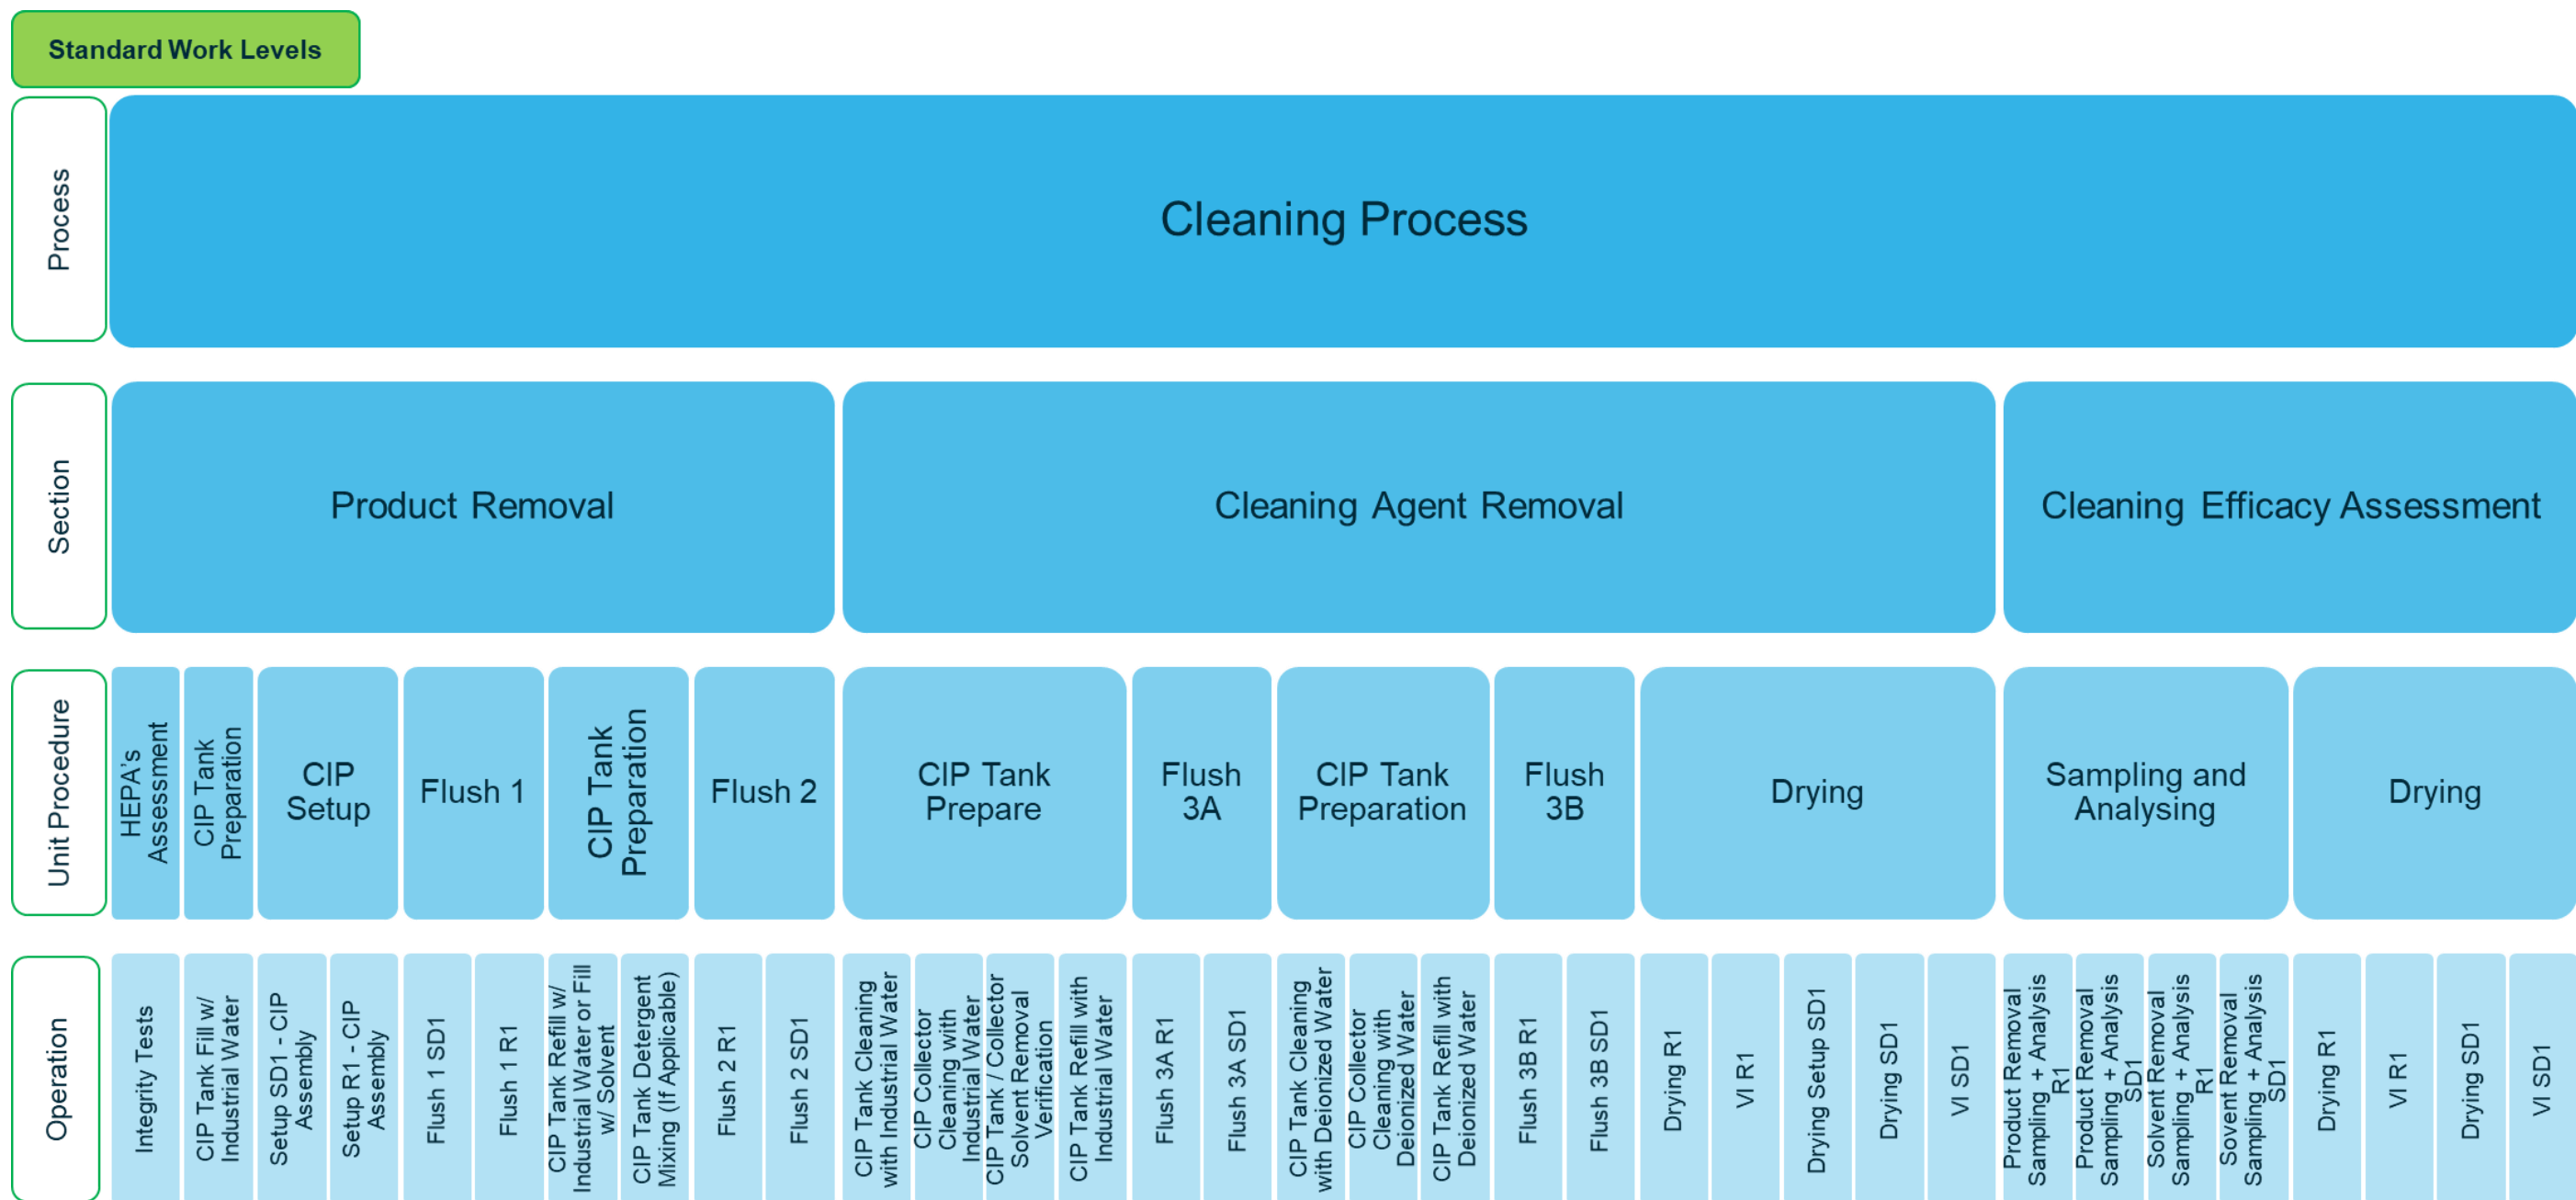 Standard Work Levels
Process
Cleaning Process
Section
Product Removal
Cleaning Agent Removal
Cleaning Efficacy Assessment
Unit Procedure
HEPA's
Assessment
CIP Tank
Preparation
CIP
Setup
Flush 1
CIP Tank
Preparation
Flush 2
CIP Tank
Prepare
Flush
3A
CIP Tank
Preparation
Flush
3B
Drying
Sampling and
Analysing
Drying
Operation
Integrity Tests
CIP Tank Fill w/
Industrial Water
Setup SD1 - CIP
Assembly
Setup R1 - CIP
Assembly
Flush 1 SD1
Flush 1 R1
CIP Tank Refill w/
Industrial Water or Fill
w/ Solvent
CIP Tank Detergent
Mixing (If Applicable)
Flush 2 R1
Flush 2 SD1
CIP Tank Cleaning
with Industrial Water
CIP Collector
Cleaning with
Industrial Water
CIP Tank / Collector
Solvent Removal
Verification
CIP Tank Refill with
Industrial Water
Flush 3A R1
Flush 3A SD1
CIP Tank Cleaning
with Deionized Water
CIP Collector
Cleaning with
Deionized Water
CIP Tank Refill with
Deionized Water
Flush 3B R1
Flush 3B SD1
Drying R1
VI R1
Drying Setup SD1
Drying SD1
VI SD1
Product Removal
Sampling + Analysis
R1
Product Removal
Sampling + Analysis
SD1
Solvent Removal
Sampling + Analysis
R1
Sovent Removal
Sampling + Analysis
SD1
Drying R1
VI R1
Drying SD1
VI SD1